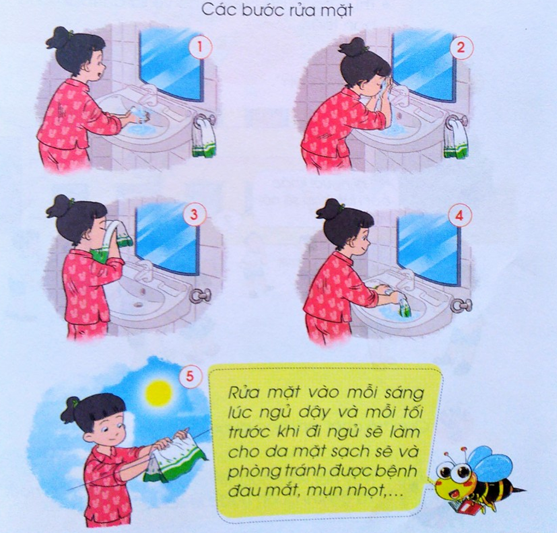 Các bước rửa mặt
1
2
3
4
5
Rửa mặt vào mỗi sáng
lúc ngủ dậy và mỗi tối
trước khi đi ngủ sẽ làm
cho da mặt sạch sẽ và
phòng tránh được bệnh
đau mắt, mụn nhọt,...